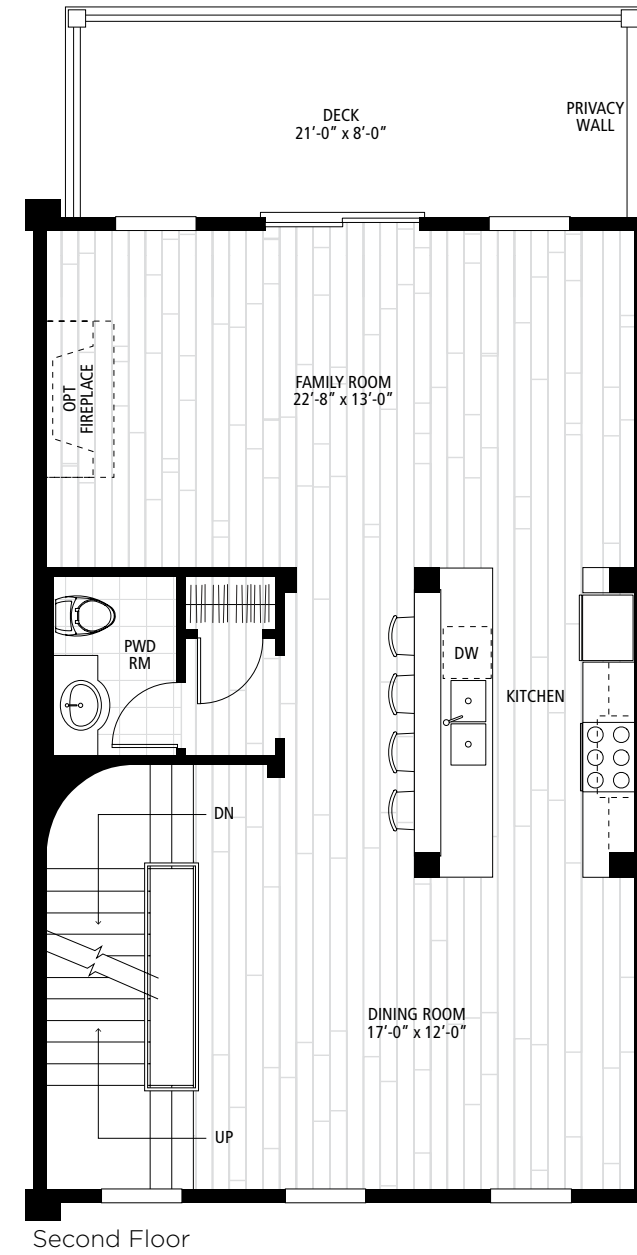 DECK
21'-0" x 8'-0"
PRIVACY
WALL
FAMILY ROOM
22'-8" x 13'-0"
OPT
FIREPLACE
PWD
RM
DW
KITCHEN
DN
DINING ROOM
17'-0" x 12'-0"
UP
Second Floor